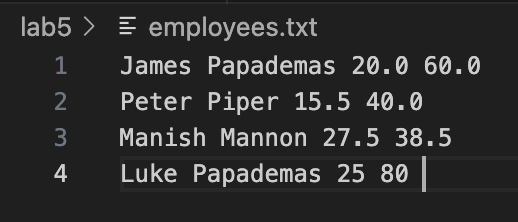 lab5 > employees.txt
1 James Papademas 20.0 60.0
2 Peter Piper 15.5 40.0
3 Manish Mannon 27.5 38.5
4 Luke Papademas 25 80